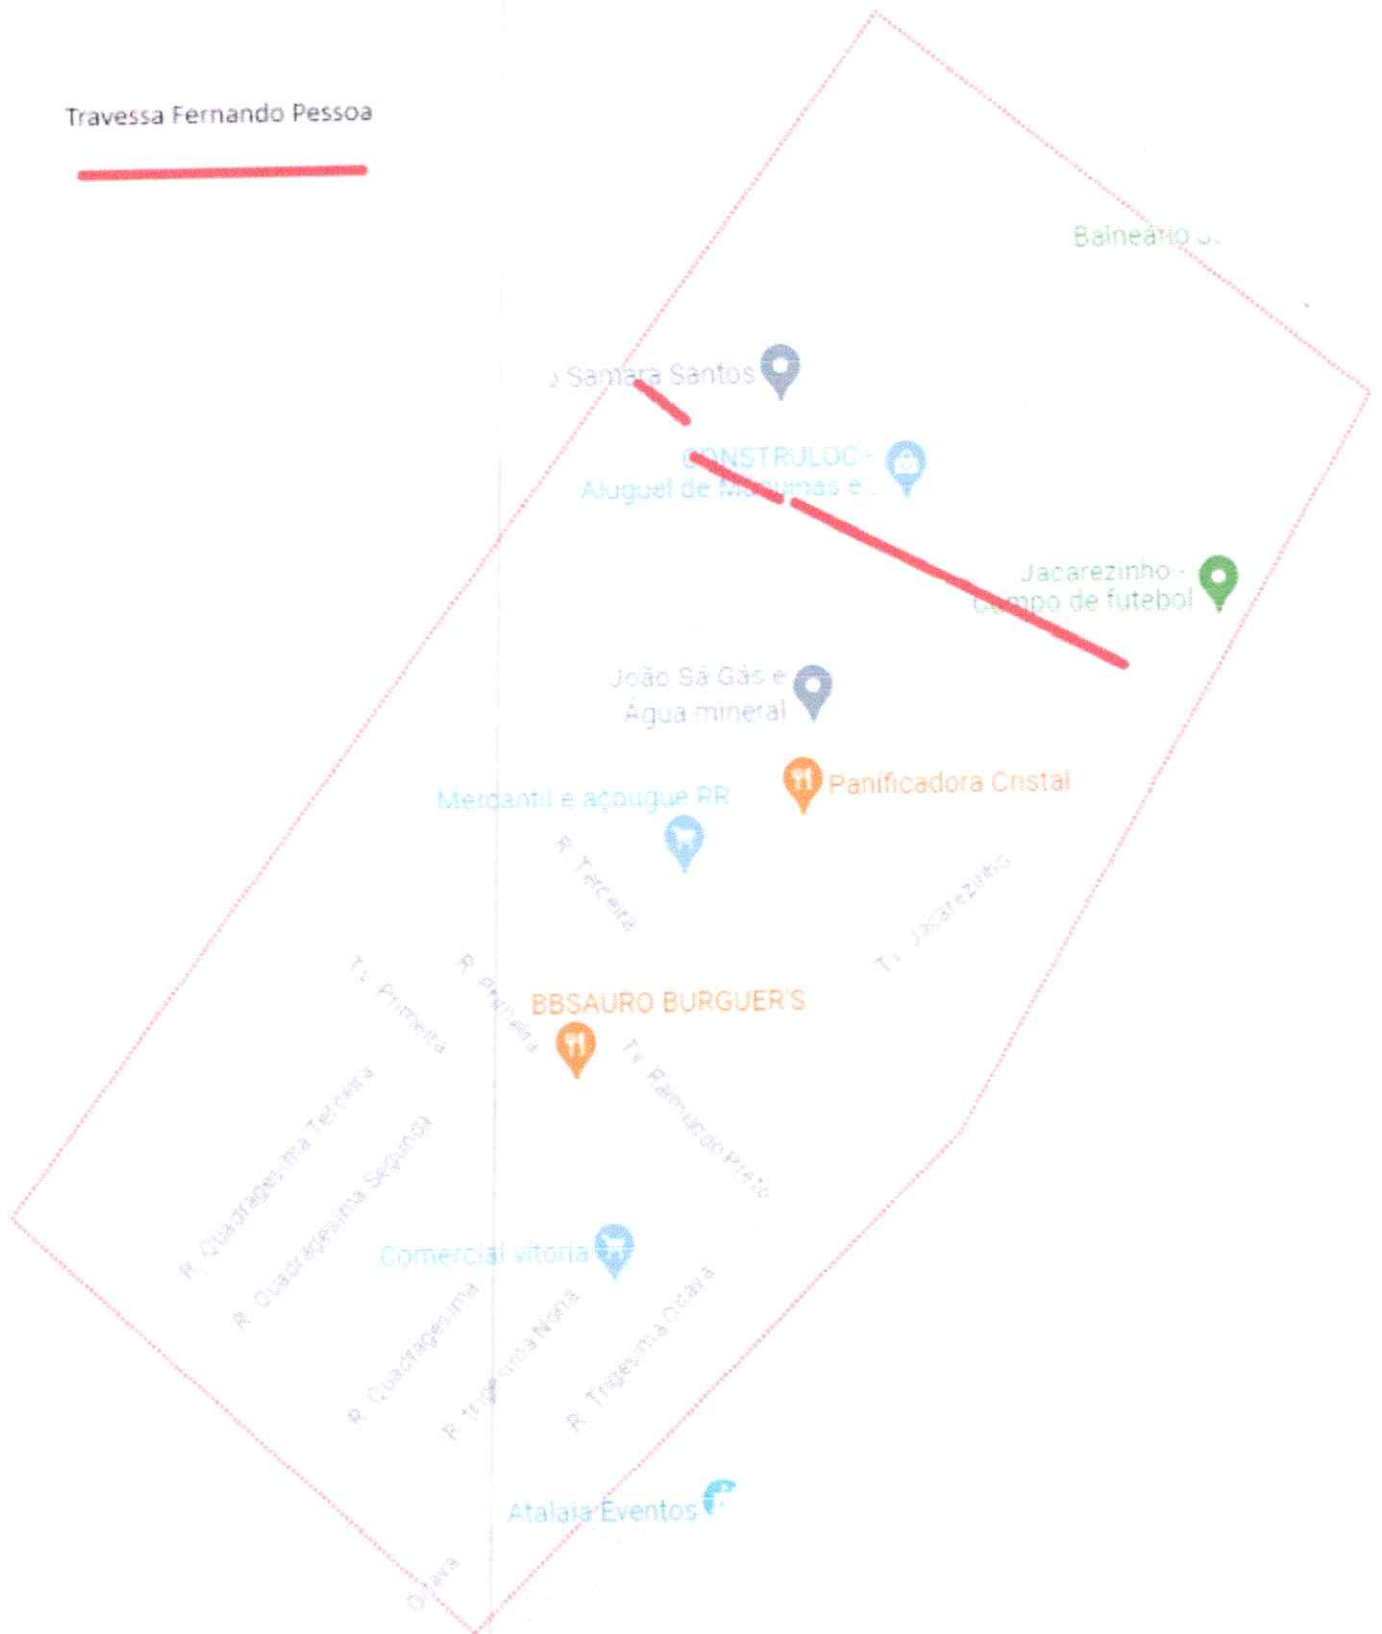 Travessa Fernando Pessoa
Balneário
Samara Santos
CONSTRULOC -
Aluguel de Máquinas e..
Jacarezinho -
Campo de futebol
João Sá Gás e
Água mineral
Panificadora Cristal
Mercantil e açougue RR
R. Terceira
Tv. Jacarezinho
Tv. Primeira
R. Primeira
BBSAURO BURGUER'S
Tv. Raimundo Preto
R. Quadragésima Terceira
R. Quadragésima Segunda
Comercial vitoria
R. Quadragésima
R. trigésima Nona
R. Trigésima Oitava
Atalaia Eventos
Oitava